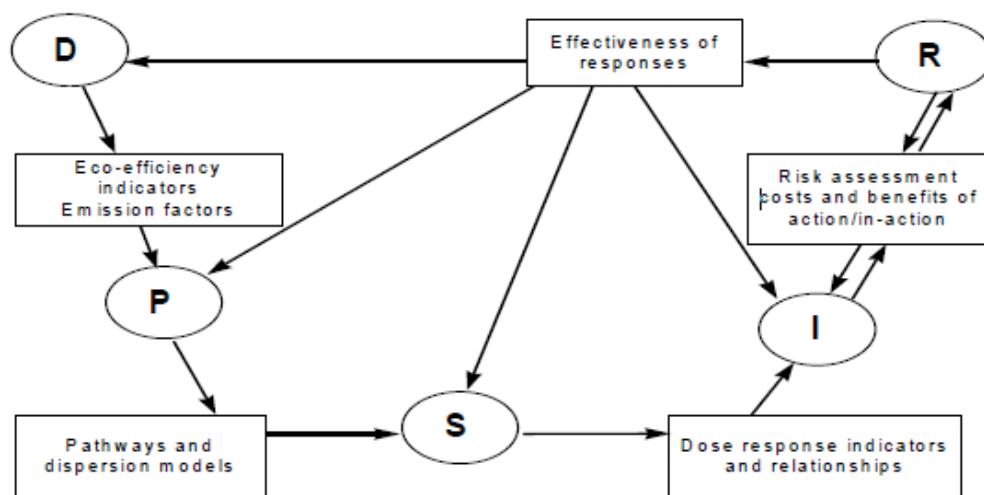 D
Effectiveness of
responses
R
Eco-efficiency
indicators
Emission factors
Risk assessment
costs and benefits of
action/in-action
P
I
S
Pathways and
dispersion models
Dose response indicators
and relationships